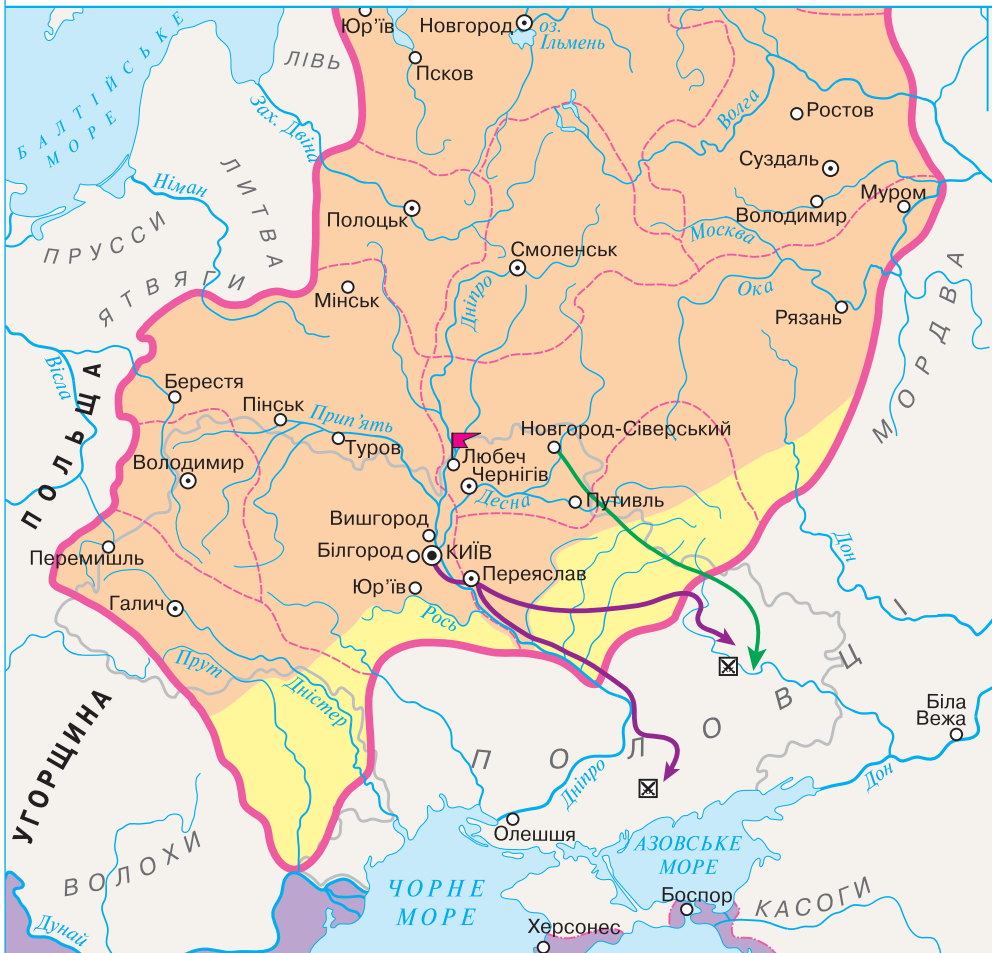 Юр’їв
Новгород
оз.
Ільмень
Псков
ЛІВЬ
БАЛТІЙСЬКЕ
МОРЕ
Зах. Двіна
Волга
Ростов
Суздаль
Володимир
Муром
ЛИТВА
Німан
ПРУССИ
ЯТВЯГИ
Полоцьк
Москва
Смоленськ
Дніпро
Мінськ
Ока
Рязань
МОРДВА
Вісла
ПОЛЬЩА
Берестя
Пінськ
Прип’ять
Туров
Новгород-Сіверський
Любеч
Чернігів
Володимир
Десна
Путивль
Вишгород
Білгород
КИЇВ
Перемишль
Дон
Переяслав
Юр’їв
Галич
Рось
Прут
Дністер
ПОЛОВЦІ
УГОРЩИНА
Біла
Вежа
Дніпро
Дон
Олешшя
АЗОВСЬКЕ
МОРЕ
ВОЛОХИ
ЧОРНЕ
МОРЕ
Боспор
КАСОГИ
Херсонес
Дунай